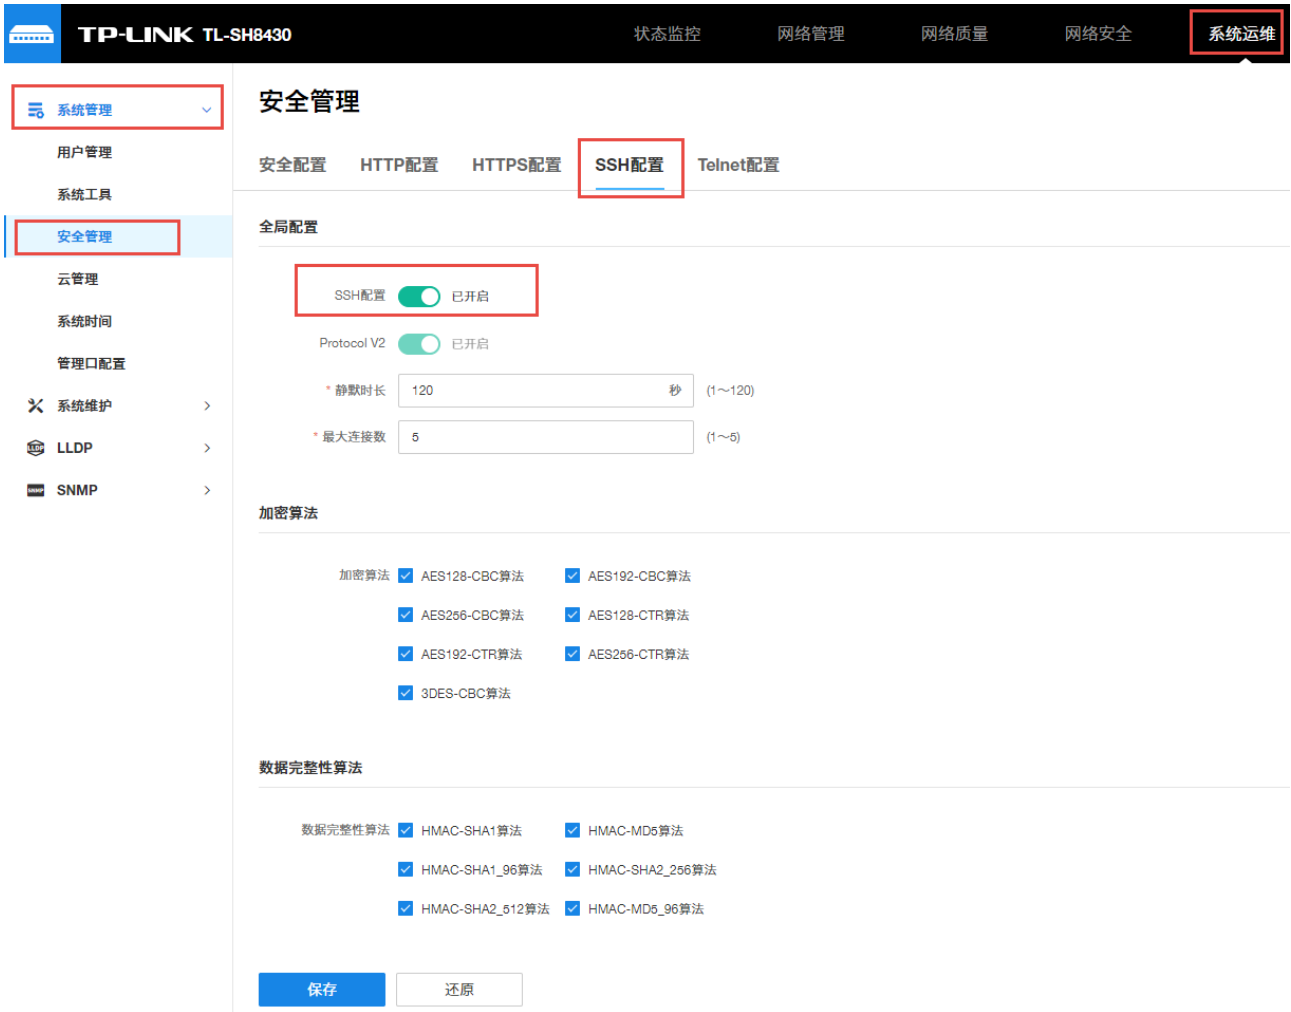 TP-LINK TL-SH8430
状态监控 网络管理 网络质量 网络安全 系统运维
系统管理
用户管理
系统工具
安全管理
云管理
系统时间
管理口配置
系统维护
LLDP LLDP
SNMP SNMP
安全管理
安全配置 HTTP配置 HTTPS配置 SSH配置 Telnet配置
全局配置
SSH配置 已开启
Protocol V2 已开启
* 静默时长 120 秒 (1～120)
* 最大连接数 5 (1～5)
加密算法
加密算法 AES128-CBC算法 AES192-CBC算法
AES256-CBC算法 AES128-CTR算法
AES192-CTR算法 AES256-CTR算法
3DES-CBC算法
数据完整性算法
数据完整性算法 HMAC-SHA1算法 HMAC-MD5算法
HMAC-SHA1_96算法 HMAC-SHA2_256算法
HMAC-SHA2_512算法 HMAC-MD5_96算法
保存 还原